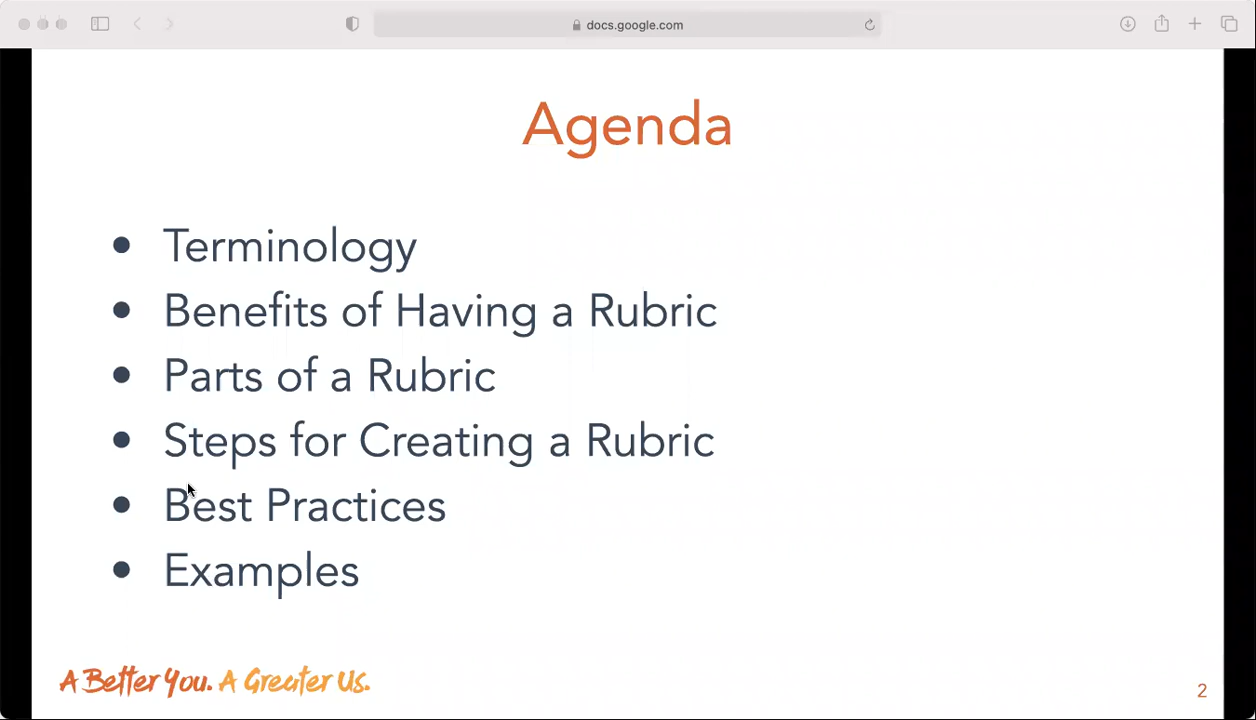 docs.google.com
Agenda
• Terminology
• Benefits of Having a Rubric
• Parts of a Rubric
• Steps for Creating a Rubric
• Best Practices
• Examples
A Better You. A Greater Us.
2